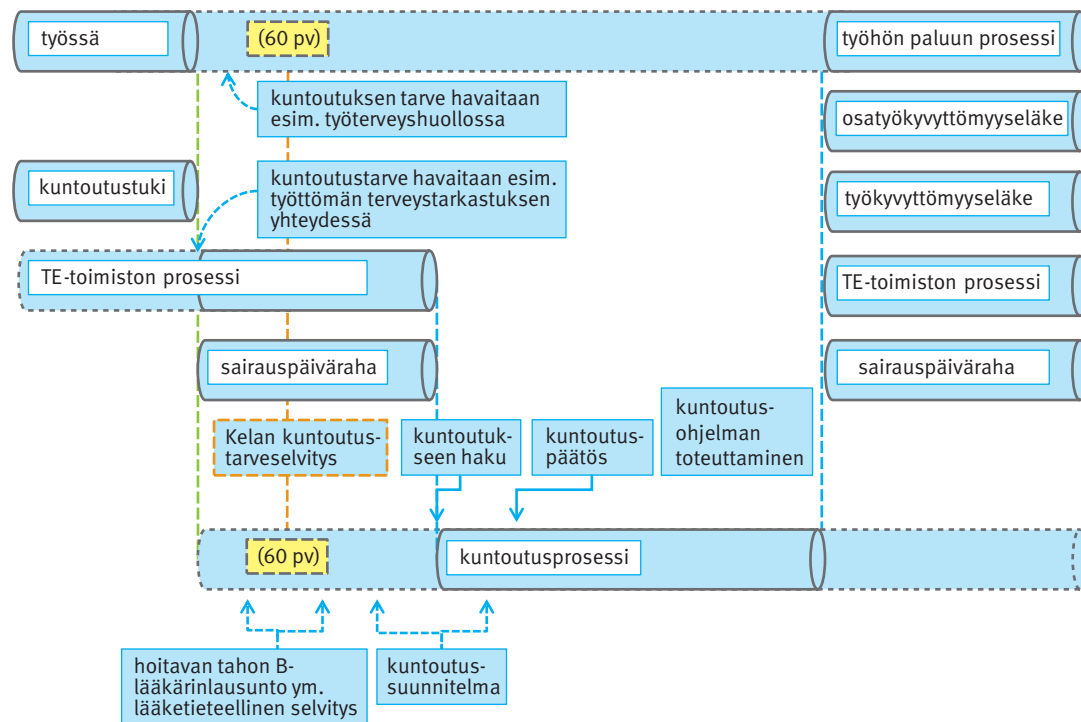 työssä
(60 pv)
työhön paluun prosessi
kuntoutuksen tarve havaitaan
esim. työterveyshuollossa
osatyökyvyttömyyseläke
kuntoutustuki
kuntoutustarve havaitaan esim.
työttömän terveystarkastuksen
yhteydessä
työkyvyttömyyseläke
TE-toimiston prosessi
TE-toimiston prosessi
sairauspäiväraha
sairauspäiväraha
Kelan kuntoutus-
tarveselvitys
kuntoutuk-
seen haku
kuntoutus-
päätös
kuntoutus-
ohjelman
toteuttaminen
(60 pv)
kuntoutusprosessi
hoitavan tahon B-
lääkärinlausunto ym.
lääketieteellinen selvitys
kuntoutus-
suunnitelma